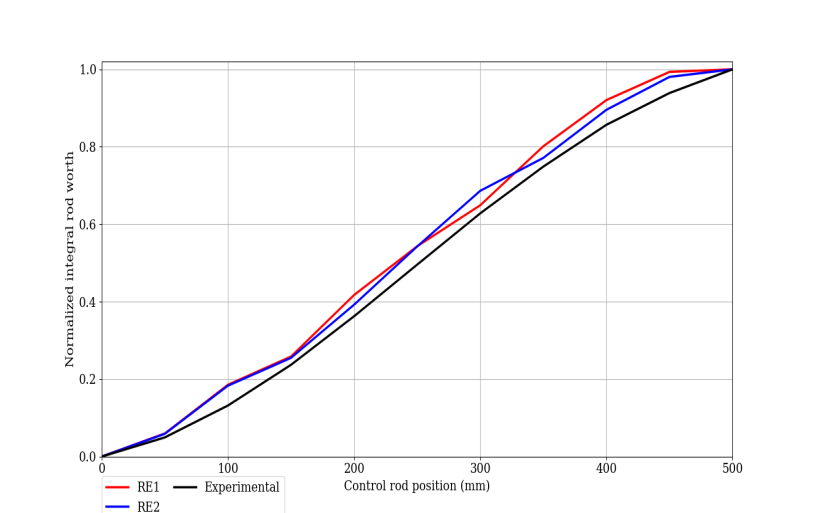 1.0
0.8
0.6
0.4
0.2
0.0
Normalized integral rod worth
0 100 200 300 400 500
Control rod position (mm)
RE1 Experimental
RE2